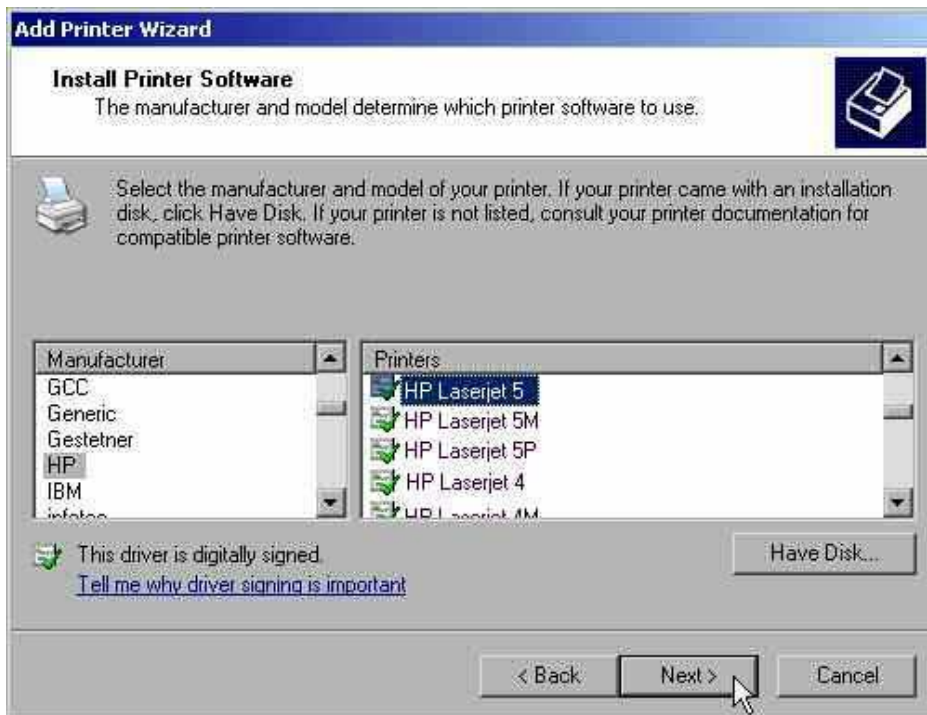 Add Printer Wizard
Install Printer Software
The manufacturer and model determine which printer software to use.
Select the manufacturer and model of your printer. If your printer came with an installation
disk, click Have Disk. If your printer is not listed, consult your printer documentation for
compatible printer software.
Manufacturer
GCC
Generic
Gestetner
HP
IBM
Printers
HP Laserjet 5
HP Laserjet 5M
HP Laserjet 5P
HP Laserjet 4
HP Laserjet 4M
This driver is digitally signed.
Tell me why driver signing is important
Have Disk...
< Back
Next >
Cancel